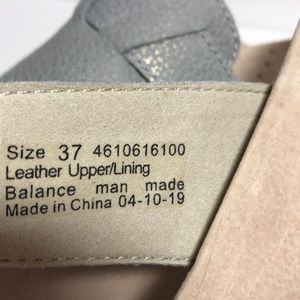 Size 37 4610616100
Leather Upper/Lining
Balance man made
Made in China 04-10-19